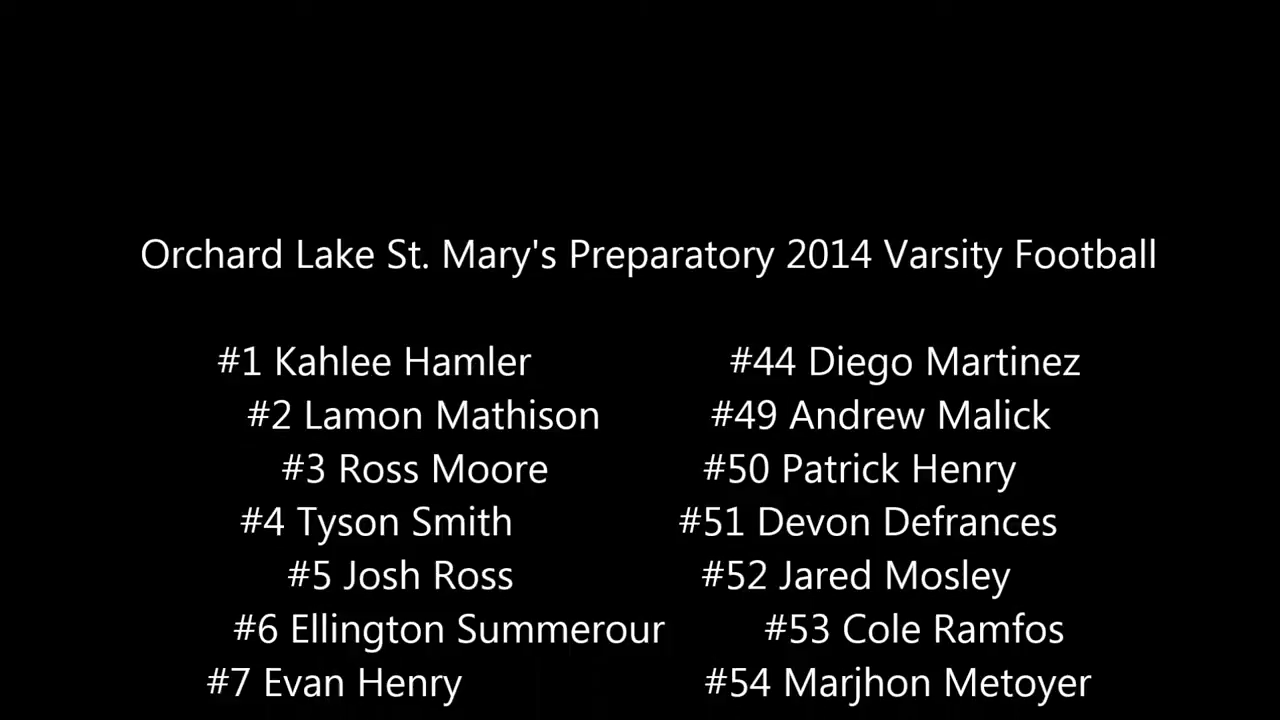 Orchard Lake St. Mary's Preparatory 2014 Varsity Football
#1 Kahlee Hamler #44 Diego Martinez
#2 Lamon Mathison #49 Andrew Malick
#3 Ross Moore #50 Patrick Henry
#4 Tyson Smith #51 Devon Defrances
#5 Josh Ross #52 Jared Mosley
#6 Ellington Summerour #53 Cole Ramfos
#7 Evan Henry #54 Marjhon Metoyer